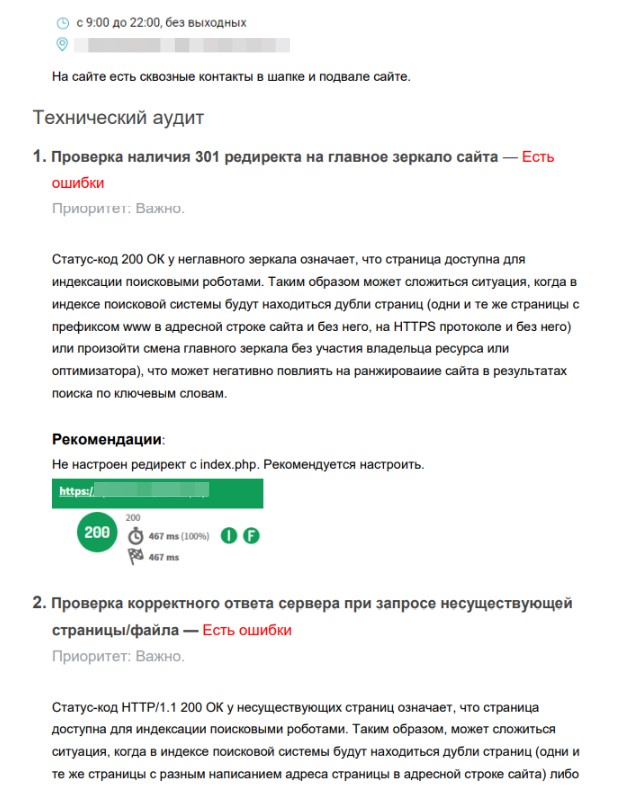 с 9:00 до 22:00, без выходных
На сайте есть сквозные контакты в шапке и подвале сайте.
Технический аудит
1. Проверка наличия 301 редиректа на главное зеркало сайта — Есть
ошибки
Приоритет: Важно.
Статус-код 200 ОК у неглавного зеркала означает, что страница доступна для
индексации поисковыми роботами. Таким образом может сложиться ситуация, когда в
индексе поисковой системы будут находиться дубли страниц (одни и те же страницы с
префиксом www в адресной строке сайта и без него, на HTTPS протоколе и без него)
или произойти смена главного зеркала без участия владельца ресурса или
оптимизатора), что может негативно повлиять на ранжироваиие сайта в результатах
поиска по ключевым словам.
Рекомендации:
Не настроен редирект с index.php. Рекомендуется настроить.
https:/
200
200
467 ms (100%) I F
467 ms
2. Проверка корректного ответа сервера при запросе несуществующей
страницы/файла — Есть ошибки
Приоритет: Важно.
Статус-код HTTP/1.1 200 ОК у несуществующих страниц означает, что страница
доступна для индексации поисковыми роботами. Таким образом, может сложиться
ситуация, когда в индексе поисковой системы будут находиться дубли страниц (одни и
те же страницы с разным написанием адреса страницы в адресной строке сайта) либо